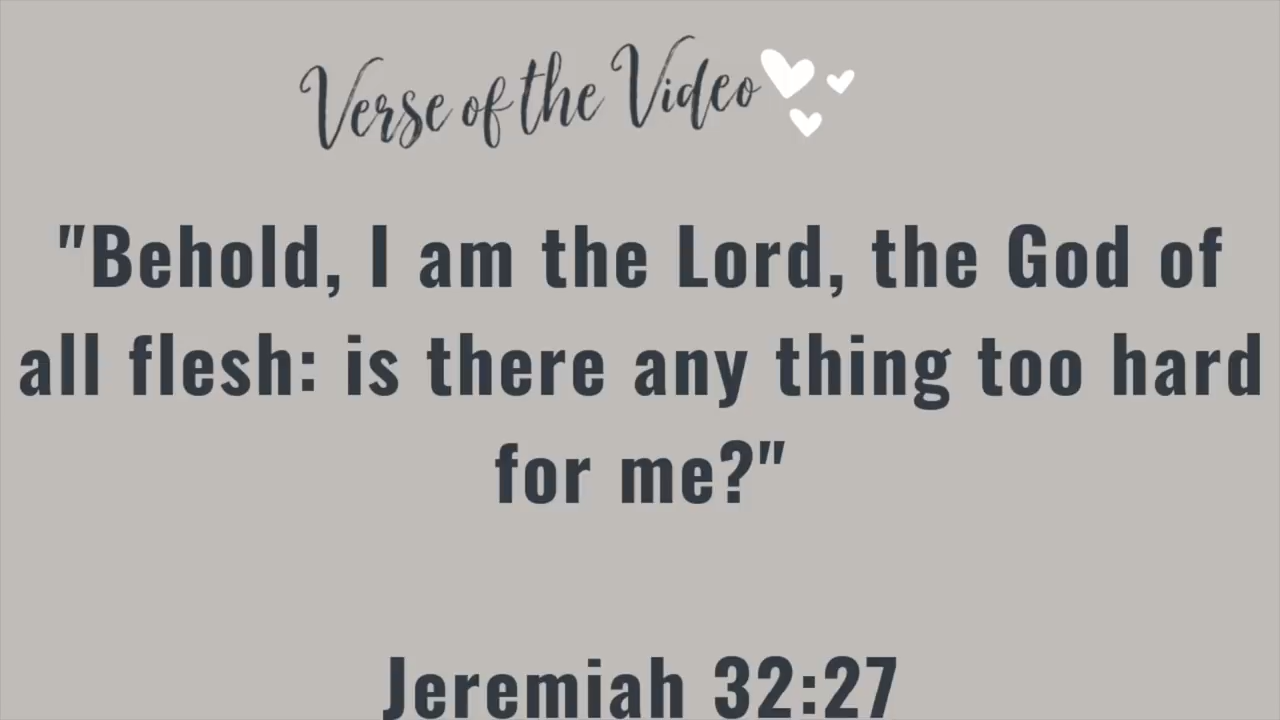 Verse of the Video
"Behold, I am the Lord, the God of
all flesh: is there any thing too hard
for me?"
Jeremiah 32:27